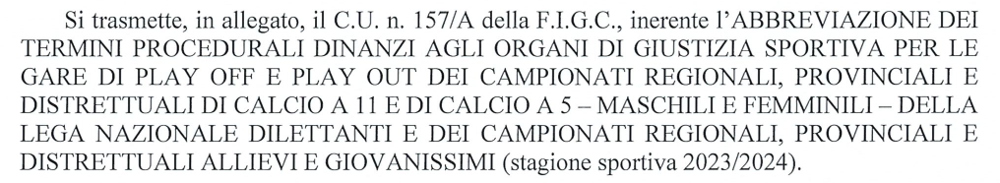 Si trasmette, in allegato, il C.U. n. 157/A della F.I.G.C., inerente l'ABBREVIAZIONE DEI
TERMINI PROCEDURALI DINANZI AGLI ORGANI DI GIUSTIZIA SPORTIVA PER LE
GARE DI PLAY OFF E PLAY OUT DEI CAMPIONATI REGIONALI, PROVINCIALI E
DISTRETTUALI DI CALCIO A 11 E DI CALCIO A 5 – MASCHILI E FEMMINILI – DELLA
LEGA NAZIONALE DILETTANTI E DEI CAMPIONATI REGIONALI, PROVINCIALI E
DISTRETTUALI ALLIEVI E GIOVANISSIMI (stagione sportiva 2023/2024).